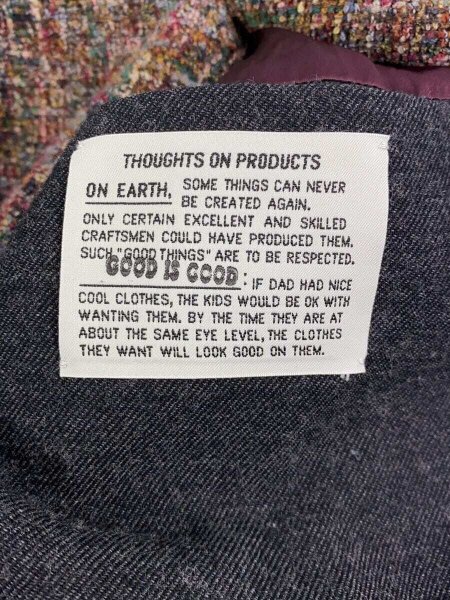 THOUGHTS ON PRODUCTS
ON EARTH, SOME THINGS CAN NEVER
BE CREATED AGAIN.
ONLY CERTAIN EXCELLENT AND SKILLED
CRAFTSMEN COULD HAVE PRODUCED THEM.
SUCH "GOOD THINGS" ARE TO BE RESPECTED.
GOOD IS GOOD : IF DAD HAD NICE
COOL CLOTHES, THE KIDS WOULD BE OK WITH
WANTING THEM. BY THE TIME THEY ARE AT
ABOUT THE SAME EYE LEVEL, THE CLOTHES
THEY WANT WILL LOOK GOOD ON THEM.